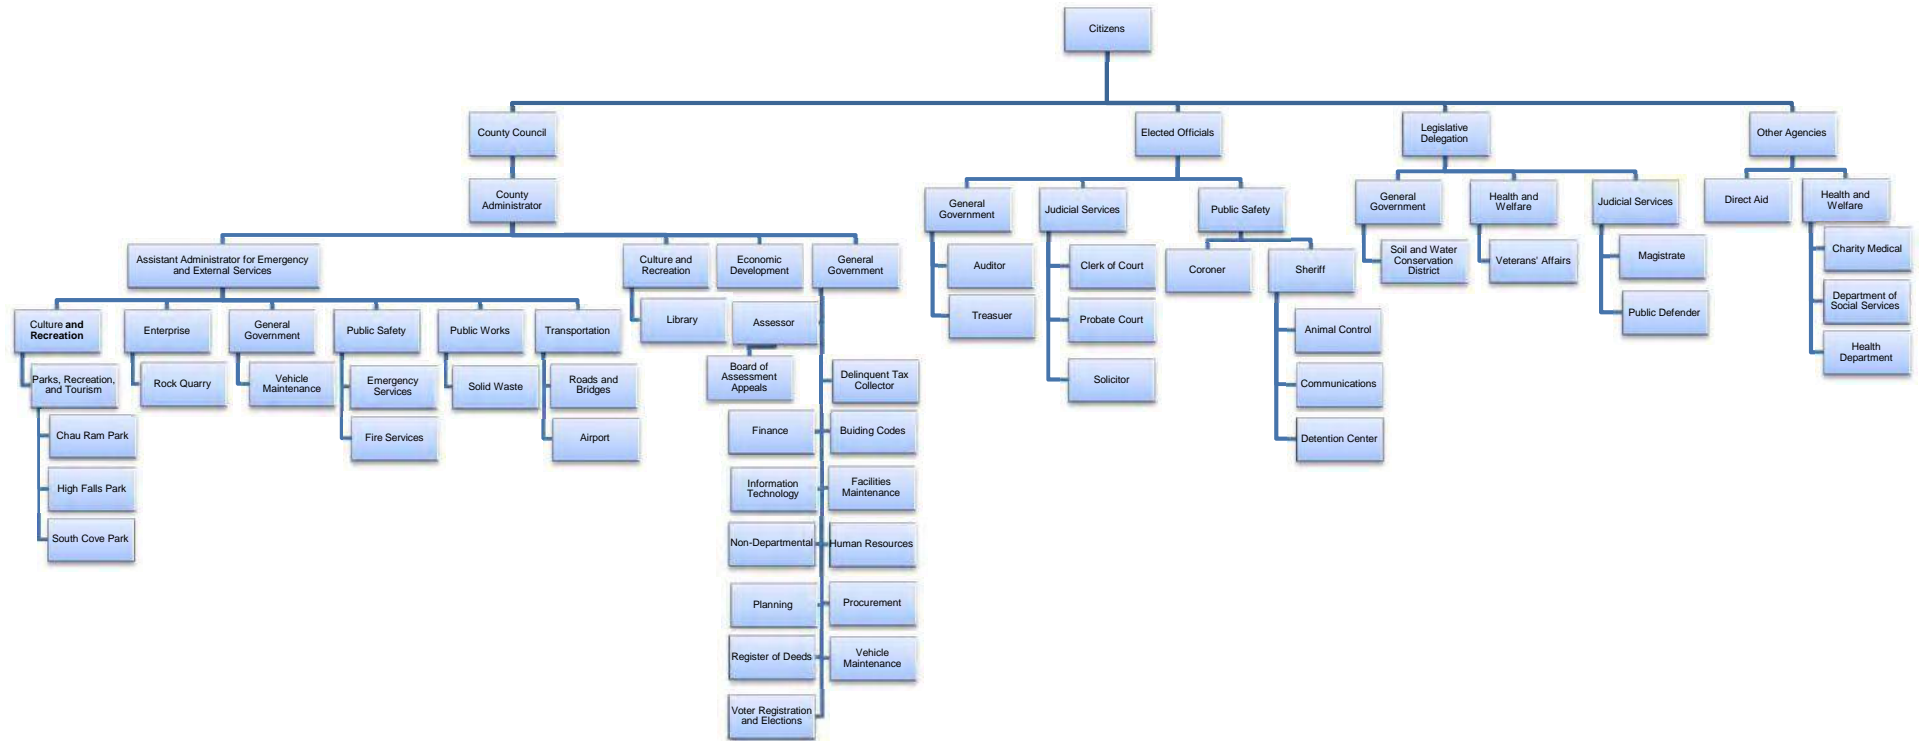 Citizens
County Council
Elected Officials
Legislative
Delegation
Other Agencies
County
Administrator
General
Government
Judicial Services
Public Safety
General
Government
Health and
Welfare
Judicial Services
Direct Aid
Health and
Welfare
Assistant Administrator for Emergency
and External Services
Culture and
Recreation
Economic
Development
General
Government
Auditor
Clerk of Court
Coroner
Sheriff
Soil and Water
Conservation
District
Veterans' Affairs
Magistrate
Charity Medical
Culture and
Recreation
Enterprise
General
Government
Public Safety
Public Works
Transportation
Library
Assessor
Treasuer
Probate Court
Animal Control
Public Defender
Department of
Social Services
Parks, Recreation,
and Tourism
Rock Quarry
Vehicle
Maintenance
Emergency
Services
Solid Waste
Roads and
Bridges
Board of
Assessment
Appeals
Delinquent Tax
Collector
Solicitor
Communications
Health
Department
Chau Ram Park
Fire Services
Airport
Finance
Buiding Codes
Detention Center
High Falls Park
Information
Technology
Facilities
Maintenance
South Cove Park
Non-Departmental
Human Resources
Planning
Procurement
Register of Deeds
Vehicle
Maintenance
Voter Registration
and Elections